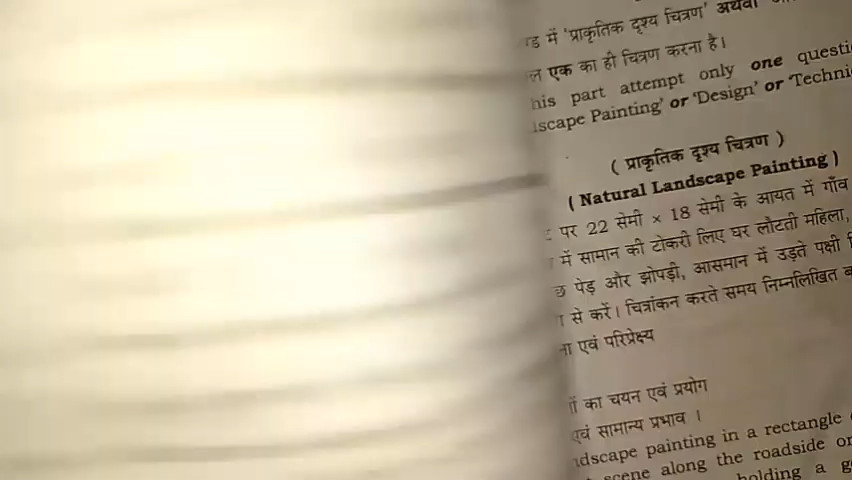 में 'प्राकृतिक दृश्य चित्रण' अथवा
एक का ही चित्रण करना है।
his part attempt only one questi
scape Painting' or 'Design' or 'Techni
( प्राकृतिक दृश्य चित्रण )
( Natural Landscape Painting )
पर 22 सेमी × 18 सेमी के आयत में गाँव
में सामान की टोकरी लिए घर लौटती महिला,
पेड़ और झोपड़ी, आसमान में उड़ते पक्षी
से करें। चित्रांकन करते समय निम्नलिखित
एवं परिप्रेक्ष्य
का चयन एवं प्रयोग
एवं सामान्य प्रभाव ।
dscape painting in a rectangle
scene along the roadside or
holding a